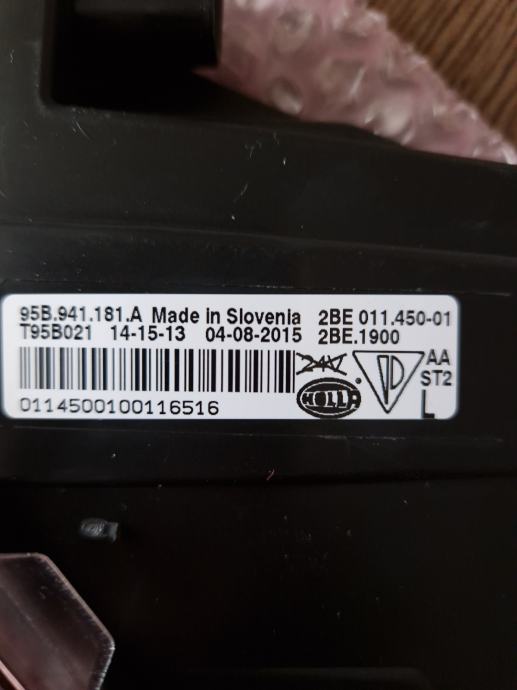 95B.941.181.A Made in Slovenia 2BE 011.450-01
T95B021 14-15-13 04-08-2015 2BE.1900
24V
AA
ST2
HELLA
L
0114500100116516